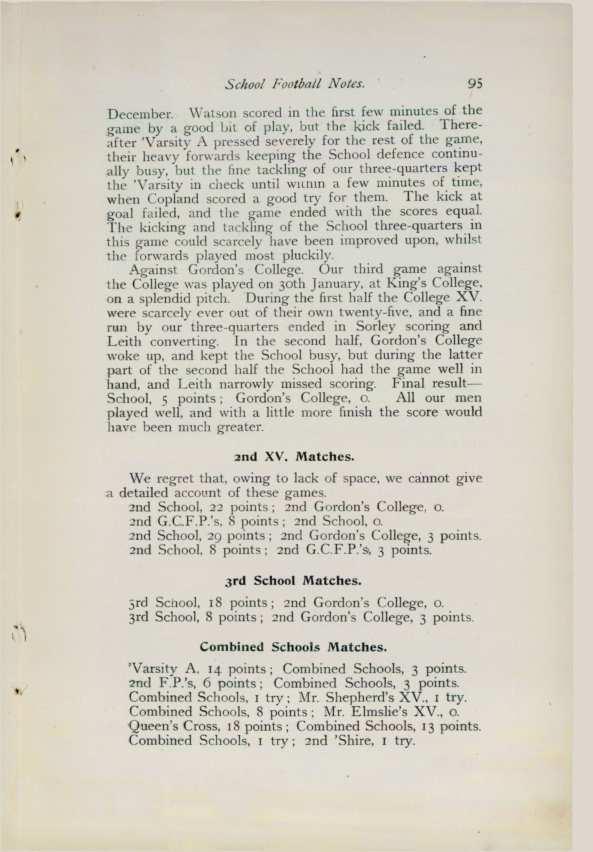 School Football Notes. 95
December. Watson scored in the first few minutes of the
game by a good bit of play, but the kick failed. There-
after 'Varsity A pressed severely for the rest of the game,
their heavy forwards keeping the School defence continu-
ally busy, but the fine tackling of our three-quarters kept
the 'Varsity in check until within a few minutes of time,
when Copland scored a good try for them. The kick at
goal failed, and the game ended with the scores equal.
The kicking and tackling of the School three-quarters in
this game could scarcely have been improved upon, whilst
the forwards played most pluckily.
Against Gordon's College. Our third game against
the College was played on 30th January, at King's College,
on a splendid pitch. During the first half the College XV.
were scarcely ever out of their own twenty-five, and a fine
run by our three-quarters ended in Sorley scoring and
Leith converting. In the second half, Gordon's College
woke up, and kept the School busy, but during the latter
part of the second half the School had the game well in
hand, and Leith narrowly missed scoring. Final result—
School, 5 points; Gordon's College, 0. All our men
played well, and with a little more finish the score would
have been much greater.
2nd XV. Matches.
We regret that, owing to lack of space, we cannot give
a detailed account of these games.
2nd School, 22 points; 2nd Gordon's College, 0.
2nd G.C.F.P.'s, 8 points; 2nd School, 0.
2nd School, 29 points; 2nd Gordon's College, 3 points.
2nd School, 8 points; 2nd G.C.F.P.'s, 3 points.
3rd School Matches.
3rd School, 18 points; 2nd Gordon's College, 0.
3rd School, 8 points; 2nd Gordon's College, 3 points.
Combined Schools Matches.
'Varsity A, 14 points; Combined Schools, 3 points.
2nd F.P.'s, 6 points; Combined Schools, 3 points.
Combined Schools, 1 try; Mr. Shepherd's XV., 1 try.
Combined Schools, 8 points; Mr. Elmslie's XV., 0.
Queen's Cross, 18 points; Combined Schools, 13 points.
Combined Schools, 1 try; 2nd 'Shire, 1 try.